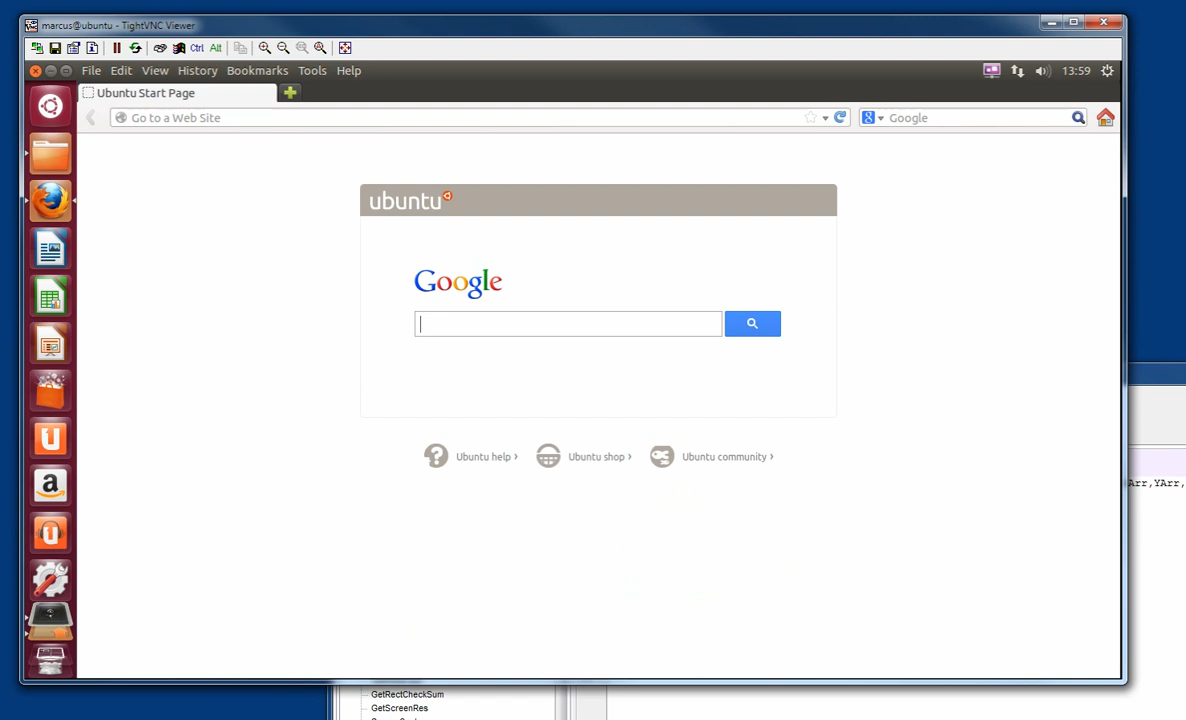 marcus@ubuntu - TightVNC Viewer
Ctrl Alt
File Edit View History Bookmarks Tools Help
13:59
Ubuntu Start Page
Go to a Web Site
8 Google
ubuntu
Google
Ubuntu help ›
Ubuntu shop ›
Ubuntu community ›
Arr,YArr,
GetRectCheckSum
GetScreenRes